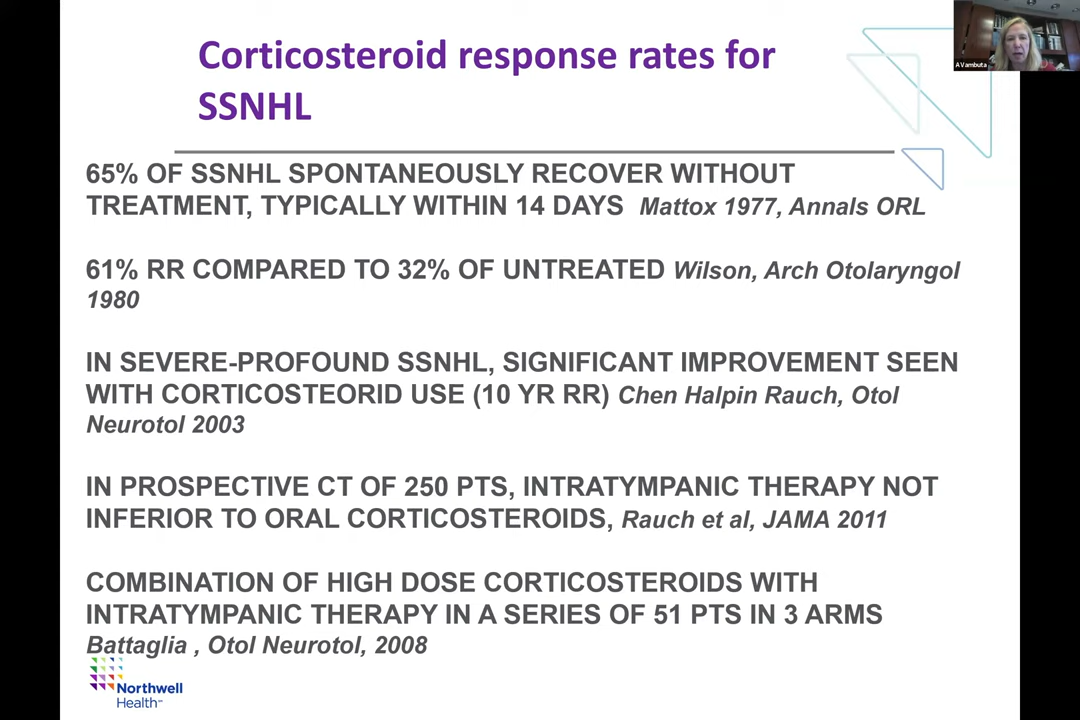 Corticosteroid response rates for
SSNHL
A Vambuta
65% OF SSNHL SPONTANEOUSLY RECOVER WITHOUT
TREATMENT, TYPICALLY WITHIN 14 DAYS Mattox 1977, Annals ORL
61% RR COMPARED TO 32% OF UNTREATED Wilson, Arch Otolaryngol
1980
IN SEVERE-PROFOUND SSNHL, SIGNIFICANT IMPROVEMENT SEEN
WITH CORTICOSTEORID USE (10 YR RR) Chen Halpin Rauch, Otol
Neurotol 2003
IN PROSPECTIVE CT OF 250 PTS, INTRATYMPANIC THERAPY NOT
INFERIOR TO ORAL CORTICOSTEROIDS, Rauch et al, JAMA 2011
COMBINATION OF HIGH DOSE CORTICOSTEROIDS WITH
INTRATYMPANIC THERAPY IN A SERIES OF 51 PTS IN 3 ARMS
Battaglia , Otol Neurotol, 2008
Northwell
Health℠